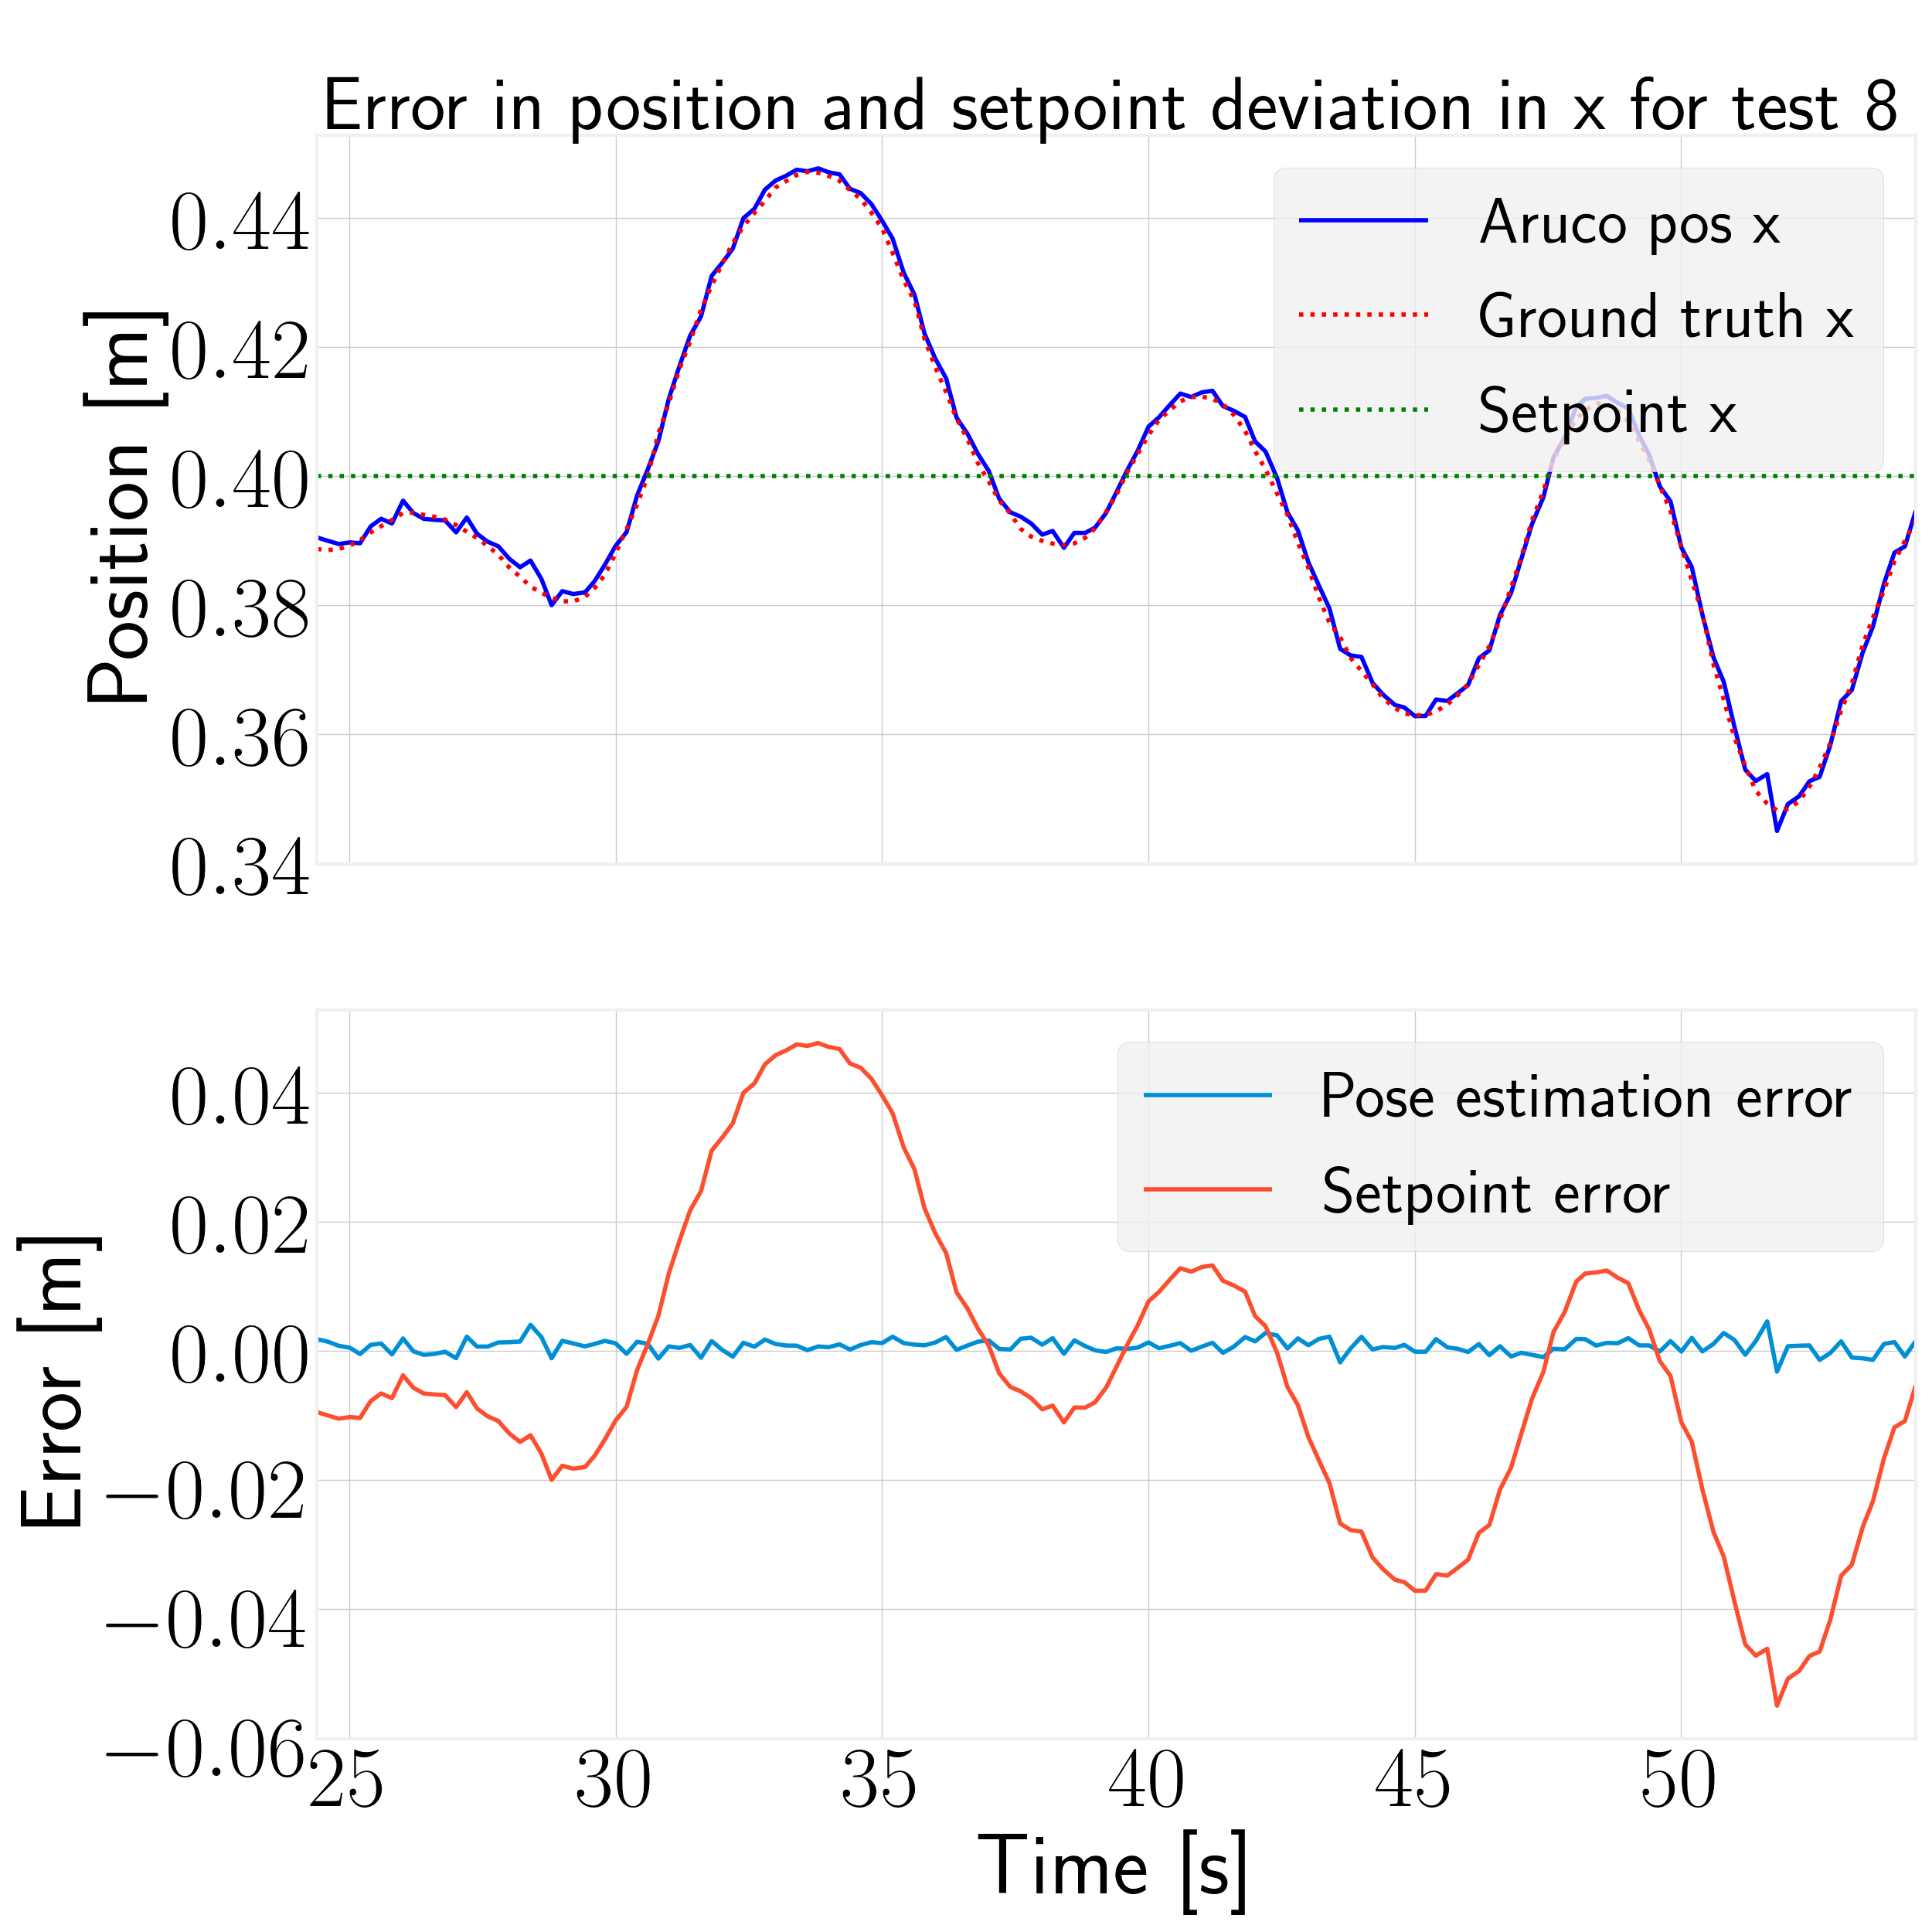 Error in position and setpoint deviation in x for test 8
Position [m]
0.44
0.42
0.40
0.38
0.36
0.34
Aruco pos x
Ground truth x
Setpoint x
Error [m]
0.04
0.02
0.00
−0.02
−0.04
−0.06
Pose estimation error
Setpoint error
25 30 35 40 45 50
Time [s]